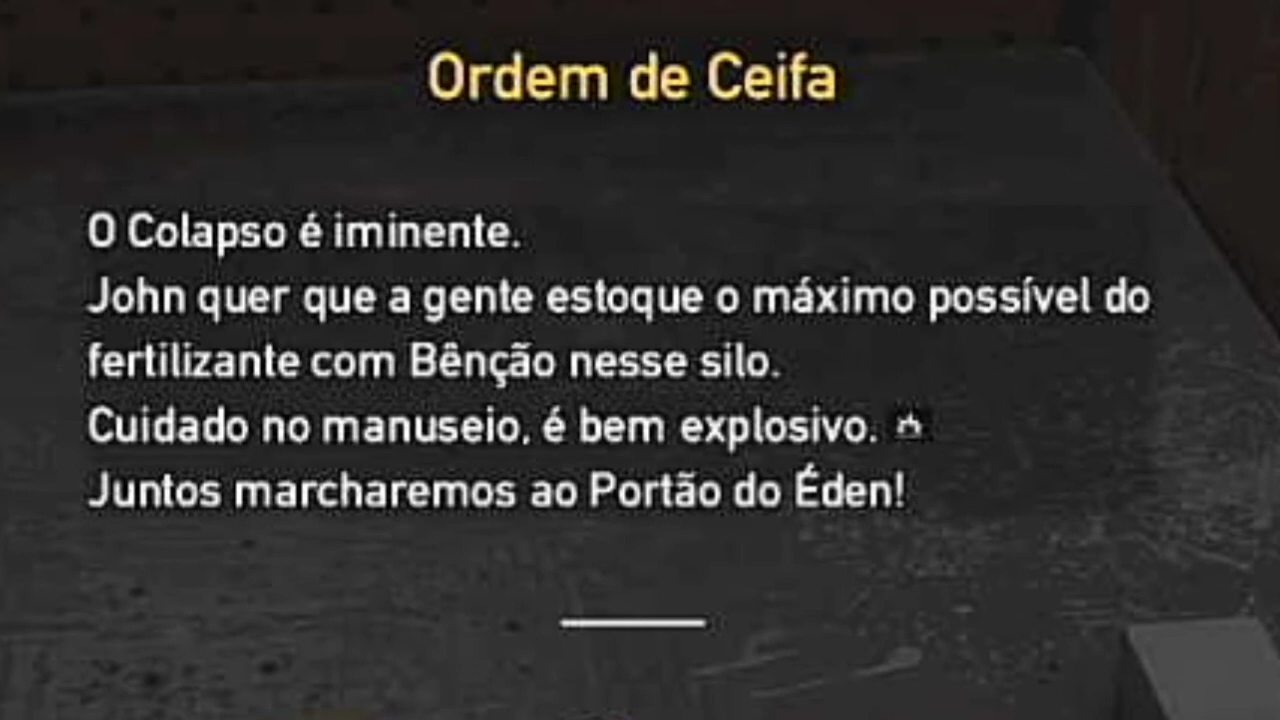 Ordem de Ceifa
O Colapso é iminente.
John quer que a gente estoque o máximo possível do
fertilizante com Bênção nesse silo.
Cuidado no manuseio, é bem explosivo.
Juntos marcharemos ao Portão do Éden!